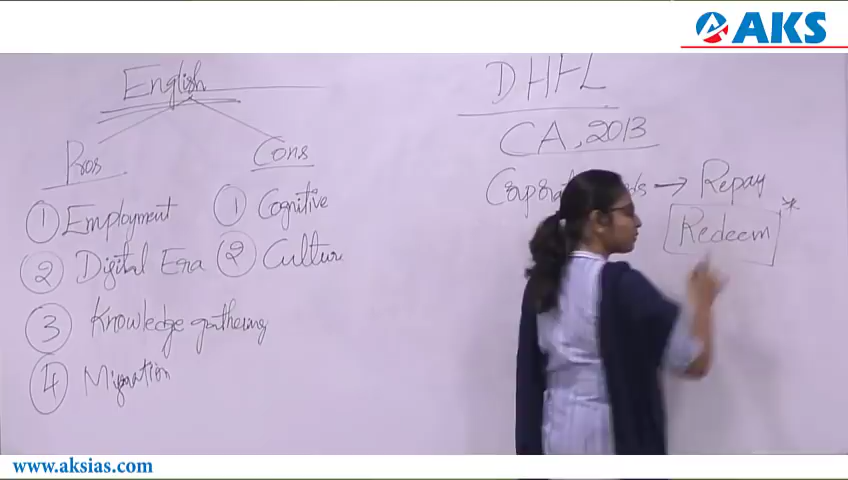 AKS
English
Pros
Cons
① Employment
① Cognitive
② Digital Era
② Culture
③ Knowledge gathering
④ Migration
DHFL
CA, 2013
→ Repay
Redeem *
www.aksias.com